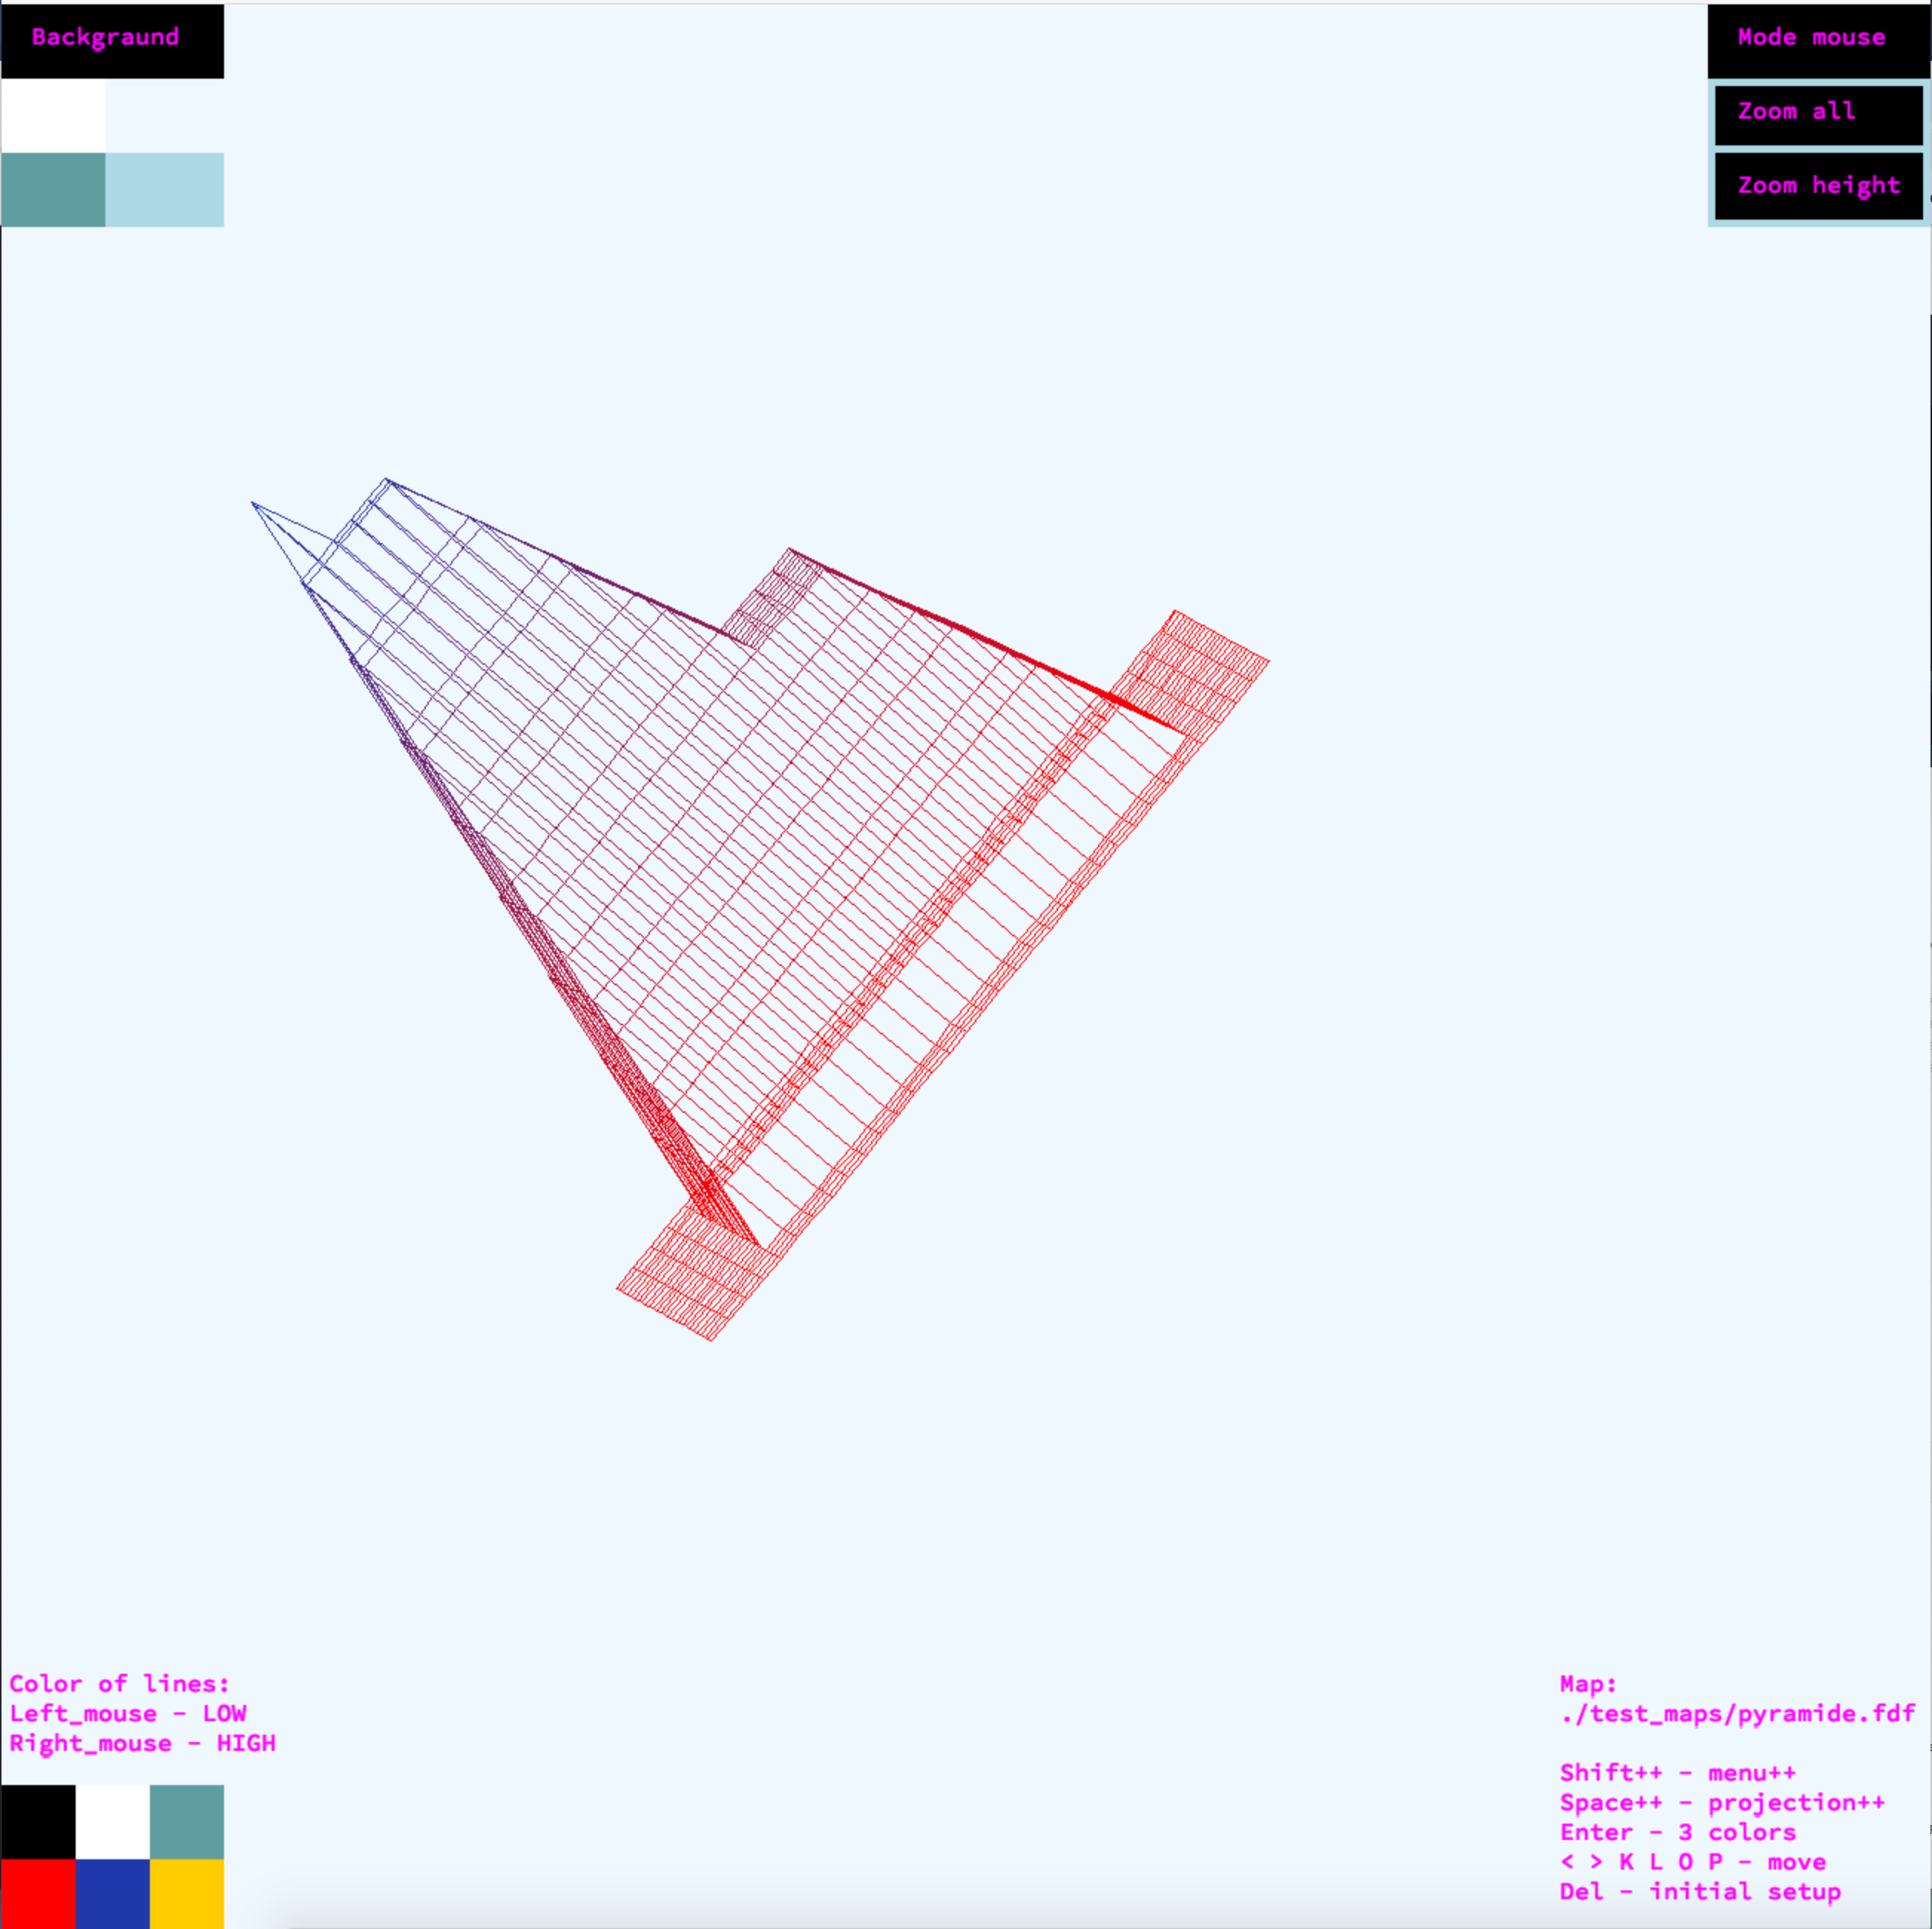 Backgraund
Mode mouse
Zoom all
Zoom height
Color of lines:
Left_mouse - LOW
Right_mouse - HIGH
Map:
./test_maps/pyramide.fdf
Shift++ - menu++
Space++ - projection++
Enter - 3 colors
< > K L O P - move
Del - initial setup